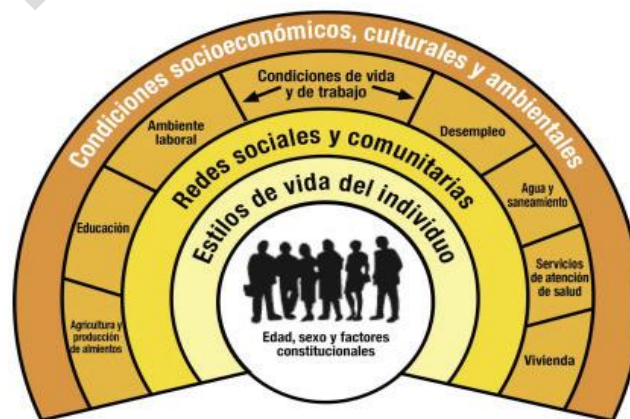 Condiciones socioeconómicos, culturales y ambientales
Condiciones de vida
y de trabajo
Ambiente
laboral
Desempleo
Redes sociales y comunitarias
Educación
Agua y
saneamiento
Estilos de vida del individuo
Servicios
de atención
de salud
Agricultura y
producción
de alimientos
Edad, sexo y factores
constitucionales
Vivienda